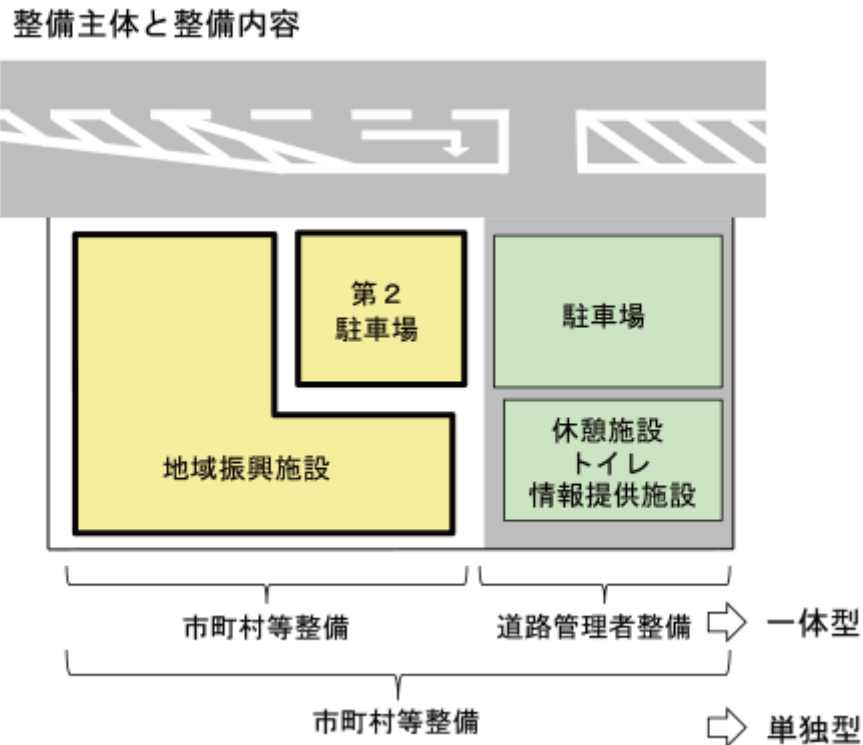 整備主体と整備内容
第２
駐車場
駐車場
地域振興施設
休憩施設
トイレ
情報提供施設
市町村等整備
道路管理者整備
一体型
市町村等整備
単独型